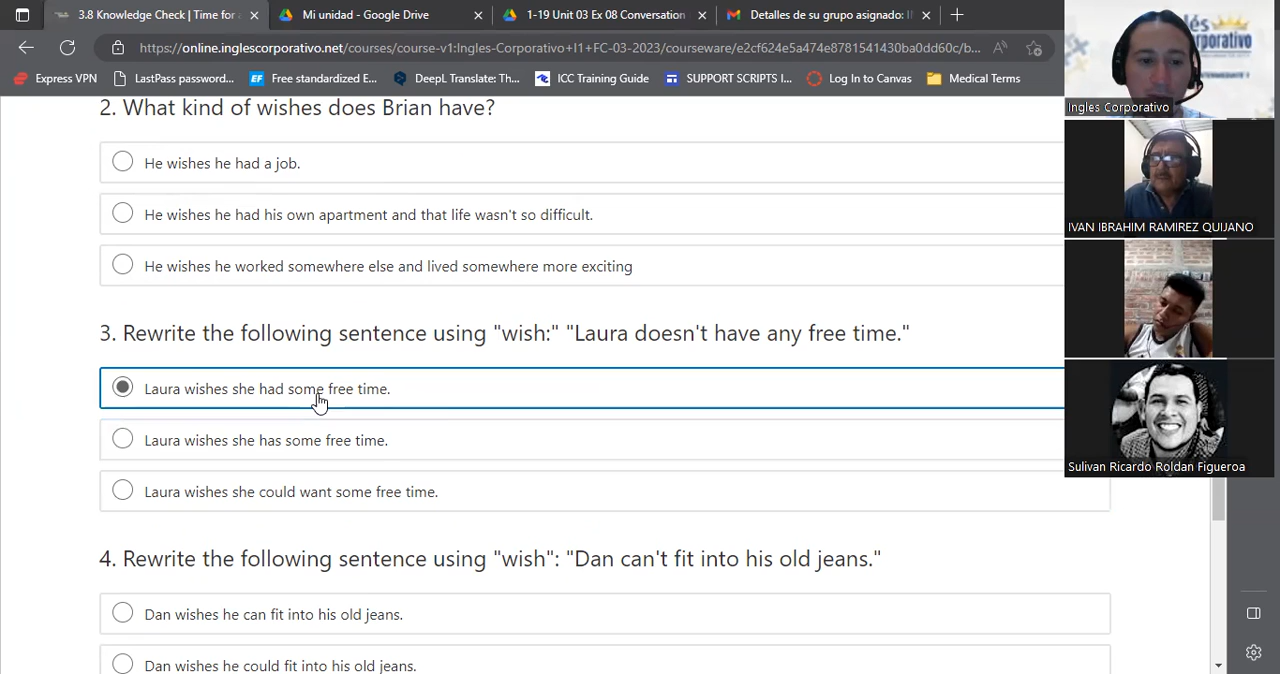 3.8 Knowledge Check | Time for a
Mi unidad - Google Drive
1-19 Unit 03 Ex 08 Conversation
Detalles de su grupo asignado: I
https://online.inglescorporativo.net/courses/course-v1:Ingles-Corporativo+I1+FC-03-2023/courseware/e2cf624e5a474e8781541430ba0dd60c/b...
Express VPN
LastPass password...
EF Free standardized E...
DeepL Translate: Th...
ICC Training Guide
SUPPORT SCRIPTS I...
Log In to Canvas
Medical Terms
2. What kind of wishes does Brian have?
He wishes he had a job.
He wishes he had his own apartment and that life wasn't so difficult.
He wishes he worked somewhere else and lived somewhere more exciting
3. Rewrite the following sentence using "wish:" "Laura doesn't have any free time."
Laura wishes she had some free time.
Laura wishes she has some free time.
Laura wishes she could want some free time.
4. Rewrite the following sentence using "wish": "Dan can't fit into his old jeans."
Dan wishes he can fit into his old jeans.
Dan wishes he could fit into his old jeans.
Ingles Corporativo
IVAN IBRAHIM RAMIREZ QUIJANO
Sulivan Ricardo Roldan Figueroa